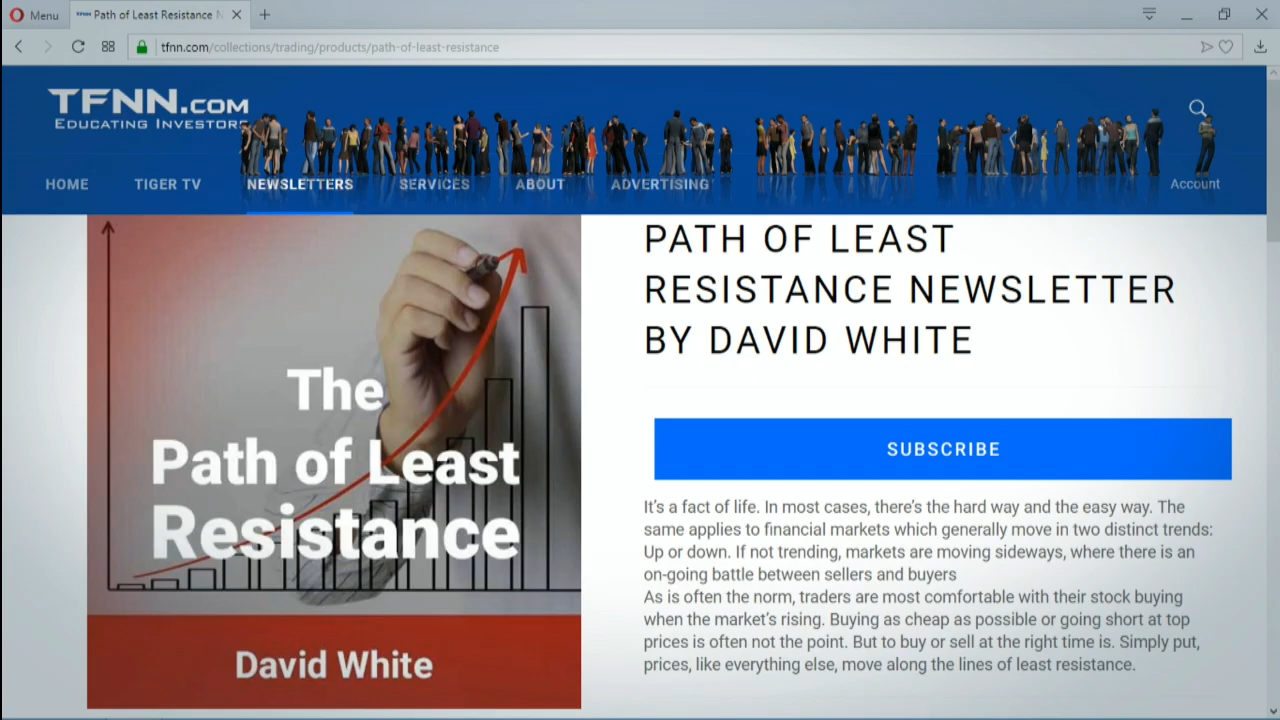 Menu
Path of Least Resistance N
tfnn.com/collections/trading/products/path-of-least-resistance
TFNN.COM
EDUCATING INVESTORS
HOME
TIGER TV
NEWSLETTERS
SERVICES
ABOUT
ADVERTISING
Account
The
Path of Least
Resistance
David White
PATH OF LEAST
RESISTANCE NEWSLETTER
BY DAVID WHITE
SUBSCRIBE
It's a fact of life. In most cases, there's the hard way and the easy way. The
same applies to financial markets which generally move in two distinct trends:
Up or down. If not trending, markets are moving sideways, where there is an
on-going battle between sellers and buyers
As is often the norm, traders are most comfortable with their stock buying
when the market's rising. Buying as cheap as possible or going short at top
prices is often not the point. But to buy or sell at the right time is. Simply put,
prices, like everything else, move along the lines of least resistance.